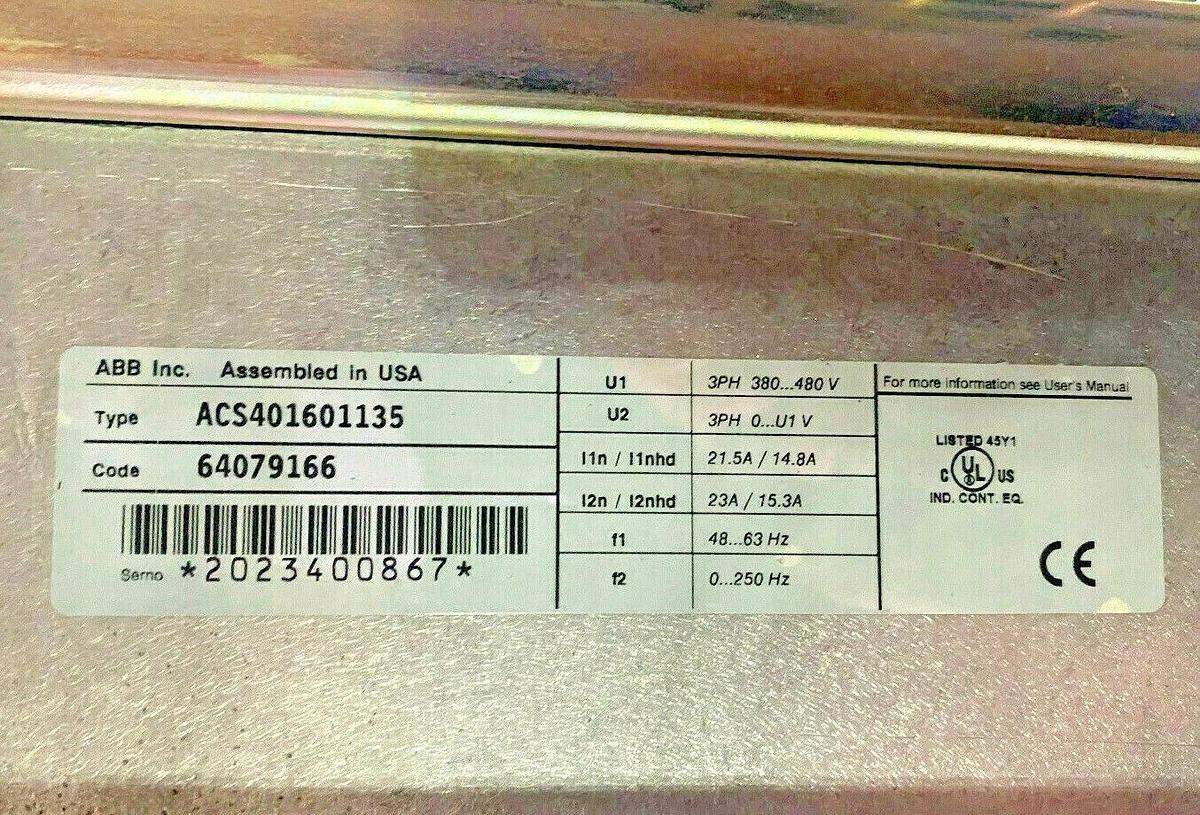 ABB Inc. Assembled in USA
Type ACS401601135
Code 64079166
Serno *2023400867*
U1 3PH 380...480 V
U2 3PH 0...U1 V
I1n / I1nhd 21.5A / 14.8A
I2n / I2nhd 23A / 15.3A
f1 48...63 Hz
f2 0...250 Hz
For more information see User's Manual
LISTED 45Y1
C UL US
IND. CONT. EQ.
CE